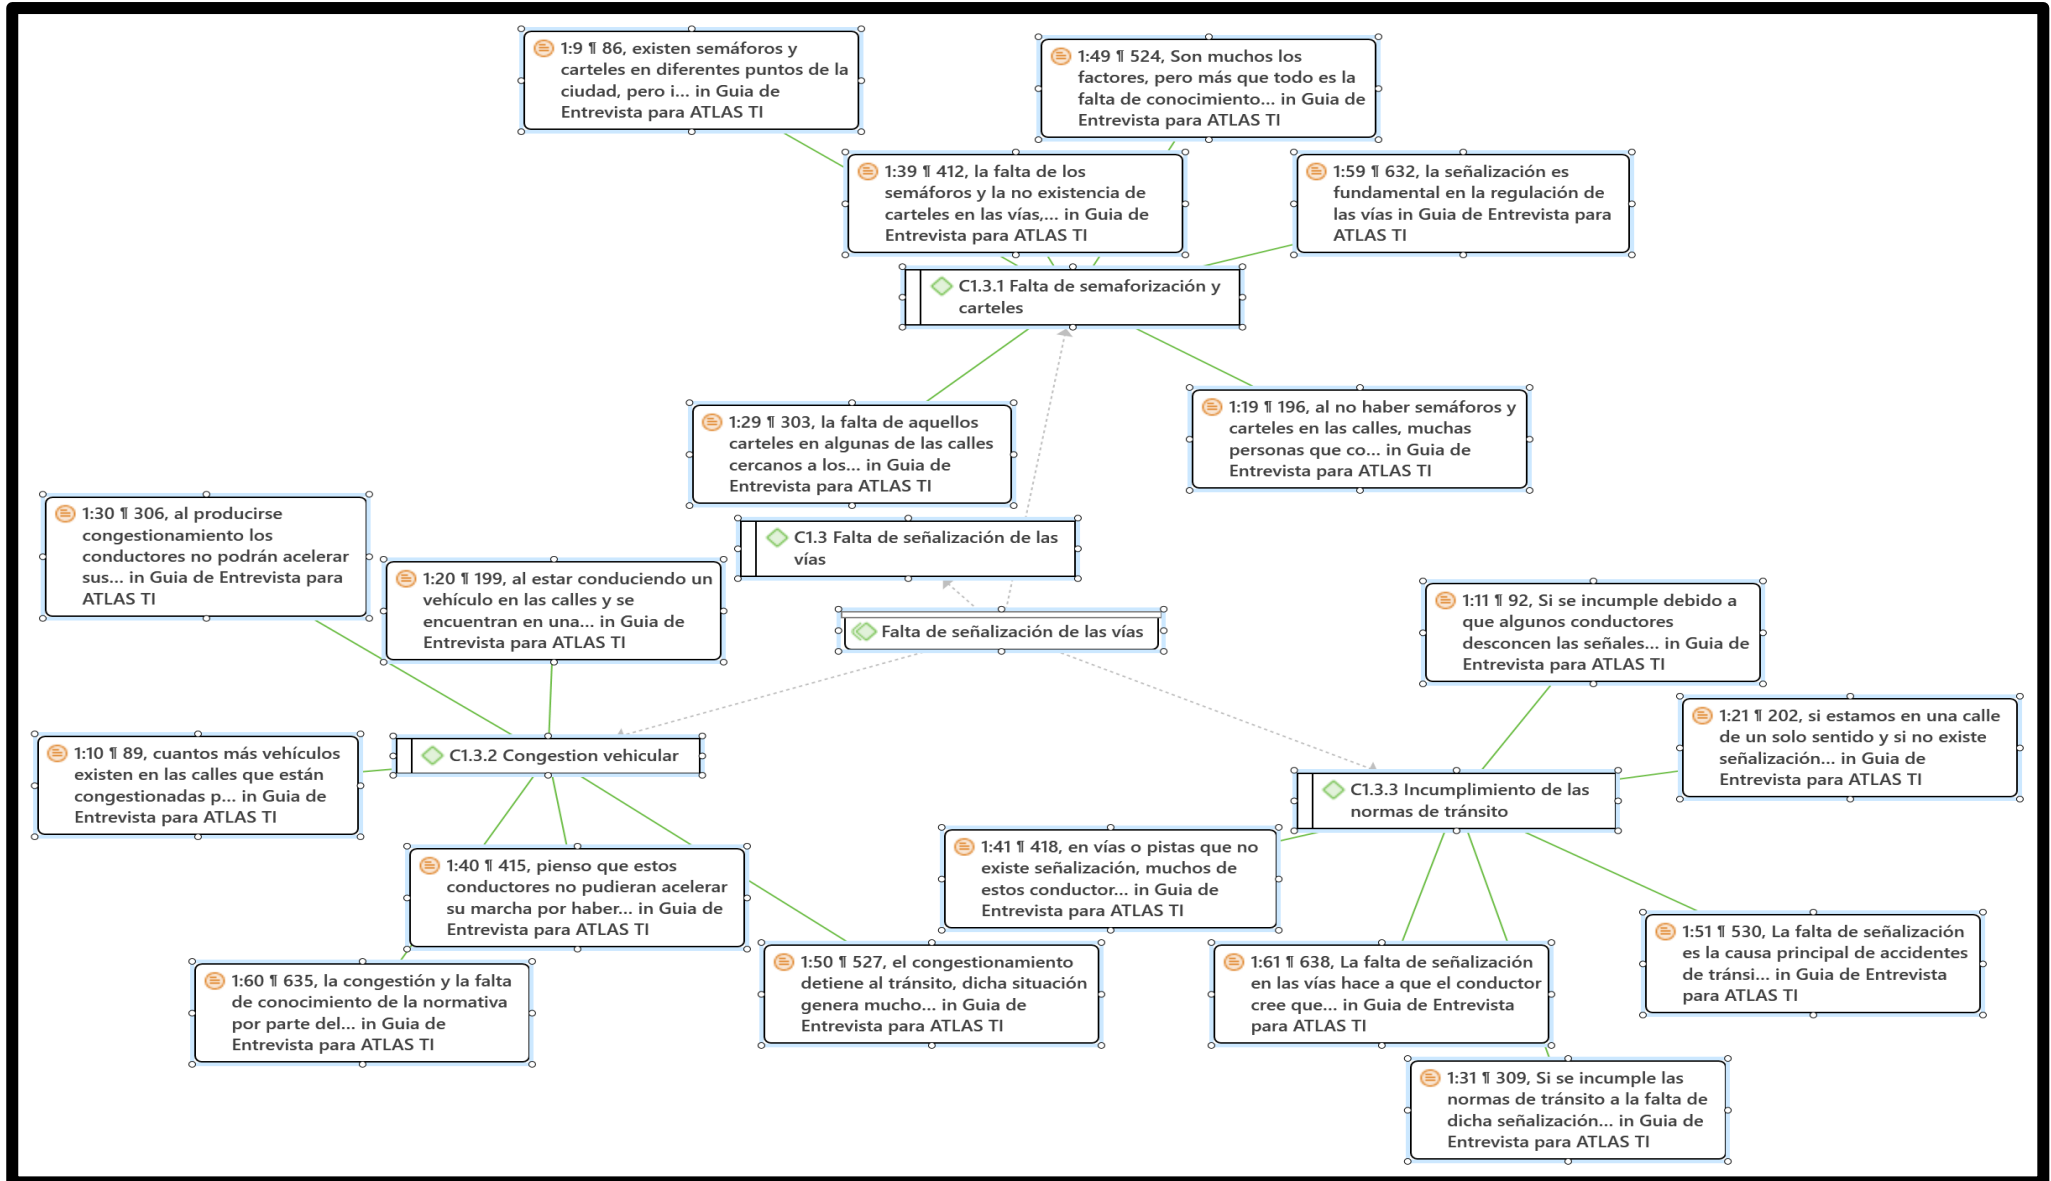 1:9 ¶ 86, existen semáforos y
carteles en diferentes puntos de la
ciudad, pero i... in Guia de
Entrevista para ATLAS TI
1:49 ¶ 524, Son muchos los
factores, pero más que todo es la
falta de conocimiento... in Guia de
Entrevista para ATLAS TI
1:39 ¶ 412, la falta de los
semáforos y la no existencia de
carteles en las vías,... in Guia de
Entrevista para ATLAS TI
1:59 ¶ 632, la señalización es
fundamental en la regulación de
las vías in Guia de Entrevista para
ATLAS TI
C1.3.1 Falta de semaforización y
carteles
1:29 ¶ 303, la falta de aquellos
carteles en algunas de las calles
cercanos a los... in Guia de
Entrevista para ATLAS TI
1:19 ¶ 196, al no haber semáforos y
carteles en las calles, muchas
personas que co... in Guia de
Entrevista para ATLAS TI
1:30 ¶ 306, al producirse
congestionamiento los
conductores no podrán acelerar
sus... in Guia de Entrevista para
ATLAS TI
C1.3 Falta de señalización de las
vías
1:20 ¶ 199, al estar conduciendo un
vehículo en las calles y se
encuentran en una... in Guia de
Entrevista para ATLAS TI
Falta de señalización de las vías
1:11 ¶ 92, Si se incumple debido a
que algunos conductores
desconcen las señales... in Guia de
Entrevista para ATLAS TI
1:21 ¶ 202, si estamos en una calle
de un solo sentido y si no existe
señalización... in Guia de
Entrevista para ATLAS TI
1:10 ¶ 89, cuantos más vehículos
existen en las calles que están
congestionadas p... in Guia de
Entrevista para ATLAS TI
C1.3.2 Congestion vehicular
C1.3.3 Incumplimiento de las
normas de tránsito
1:40 ¶ 415, pienso que estos
conductores no pudieran acelerar
su marcha por haber... in Guia de
Entrevista para ATLAS TI
1:41 ¶ 418, en vías o pistas que no
existe señalización, muchos de
estos conductor... in Guia de
Entrevista para ATLAS TI
1:60 ¶ 635, la congestión y la falta
de conocimiento de la normativa
por parte del... in Guia de
Entrevista para ATLAS TI
1:50 ¶ 527, el congestionamiento
detiene al tránsito, dicha situación
genera mucho... in Guia de
Entrevista para ATLAS TI
1:61 ¶ 638, La falta de señalización
en las vías hace a que el conductor
cree que... in Guia de Entrevista
para ATLAS TI
1:51 ¶ 530, La falta de señalización
es la causa principal de accidentes
de tránsi... in Guia de Entrevista
para ATLAS TI
1:31 ¶ 309, Si se incumple las
normas de tránsito a la falta de
dicha señalización... in Guia de
Entrevista para ATLAS TI